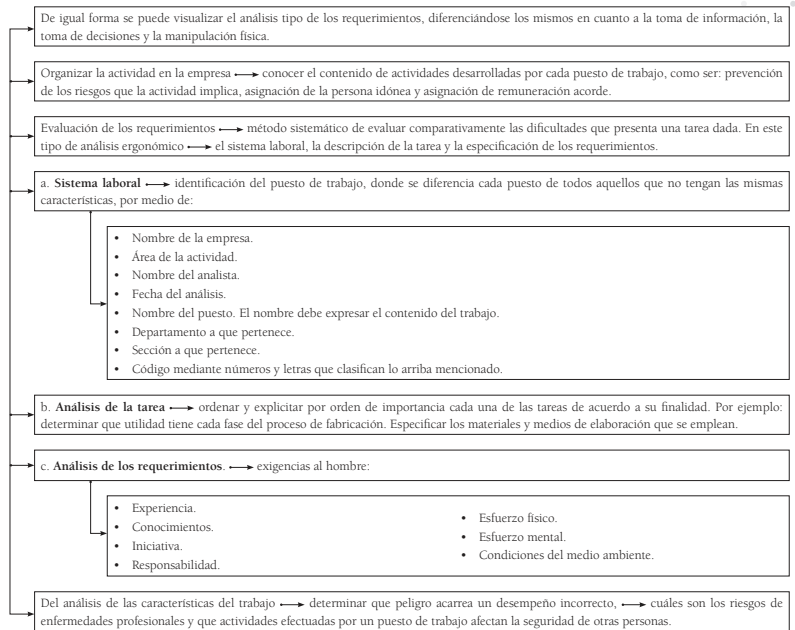 De igual forma se puede visualizar el análisis tipo de los requerimientos, diferenciándose los mismos en cuanto a la toma de información, la
toma de decisiones y la manipulación física.
Organizar la actividad en la empresa ⟶ conocer el contenido de actividades desarrolladas por cada puesto de trabajo, como ser: prevención
de los riesgos que la actividad implica, asignación de la persona idónea y asignación de remuneración acorde.
Evaluación de los requerimientos ⟶ método sistemático de evaluar comparativamente las dificultades que presenta una tarea dada. En este
tipo de análisis ergonómico ⟶ el sistema laboral, la descripción de la tarea y la especificación de los requerimientos.
a. Sistema laboral ⟶ identificación del puesto de trabajo, donde se diferencia cada puesto de todos aquellos que no tengan las mismas
características, por medio de:
• Nombre de la empresa.
• Área de la actividad.
• Nombre del analista.
• Fecha del análisis.
• Nombre del puesto. El nombre debe expresar el contenido del trabajo.
• Departamento a que pertenece.
• Sección a que pertenece.
• Código mediante números y letras que clasifican lo arriba mencionado.
b. Análisis de la tarea ⟶ ordenar y explicitar por orden de importancia cada una de las tareas de acuerdo a su finalidad. Por ejemplo:
determinar que utilidad tiene cada fase del proceso de fabricación. Especificar los materiales y medios de elaboración que se emplean.
c. Análisis de los requerimientos. ⟶ exigencias al hombre:
• Experiencia.
• Conocimientos.
• Iniciativa.
• Responsabilidad.
• Esfuerzo físico.
• Esfuerzo mental.
• Condiciones del medio ambiente.
Del análisis de las características del trabajo ⟶ determinar que peligro acarrea un desempeño incorrecto, ⟶ cuáles son los riesgos de
enfermedades profesionales y que actividades efectuadas por un puesto de trabajo afectan la seguridad de otras personas.